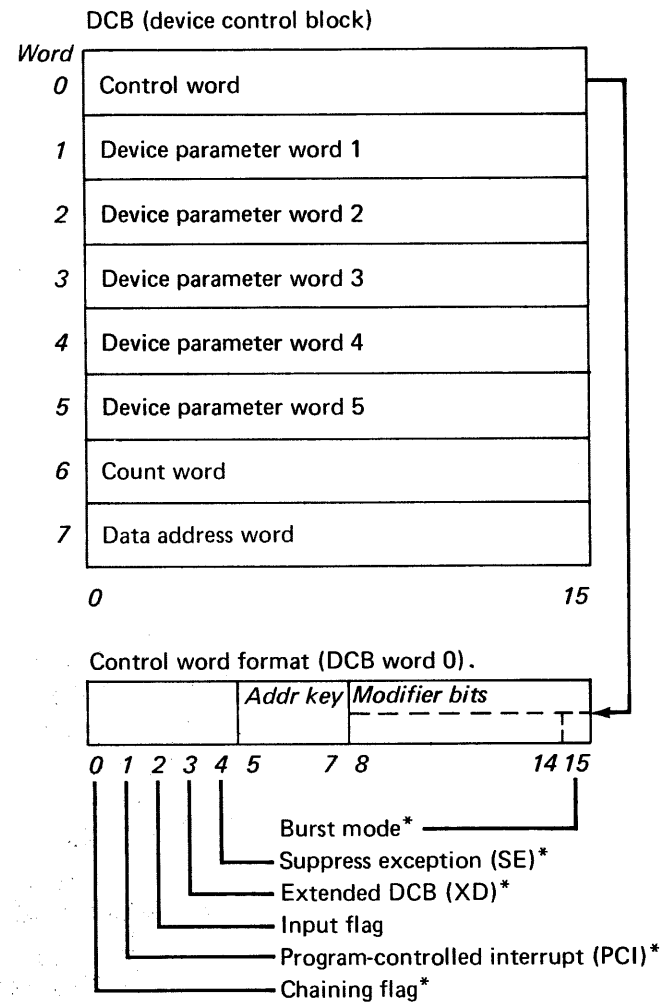 DCB (device control block)
Word
0 Control word
1 Device parameter word 1
2 Device parameter word 2
3 Device parameter word 3
4 Device parameter word 4
5 Device parameter word 5
6 Count word
7 Data address word
0 15
Control word format (DCB word 0).
Addr key Modifier bits
0 1 2 3 4 5 7 8 14 15
Burst mode*
Suppress exception (SE)*
Extended DCB (XD)*
Input flag
Program-controlled interrupt (PCI)*
Chaining flag*